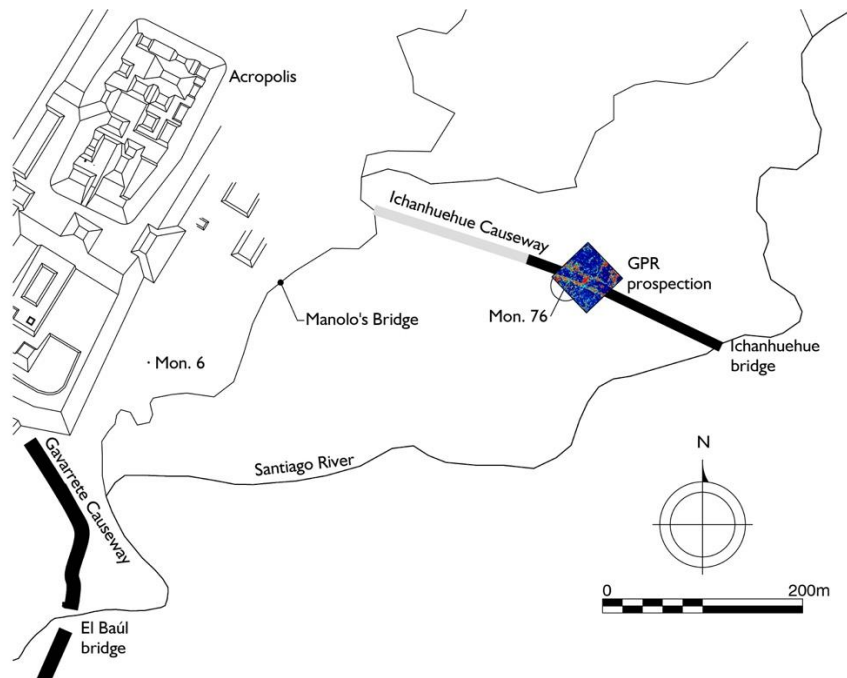 Acropolis
Ichanhuehue Causeway
GPR
prospection
Mon. 76
Manolo's Bridge
Ichanhuehue
bridge
Mon. 6
Gavarrete Causeway
Santiago River
N
0 200m
El Baúl
bridge